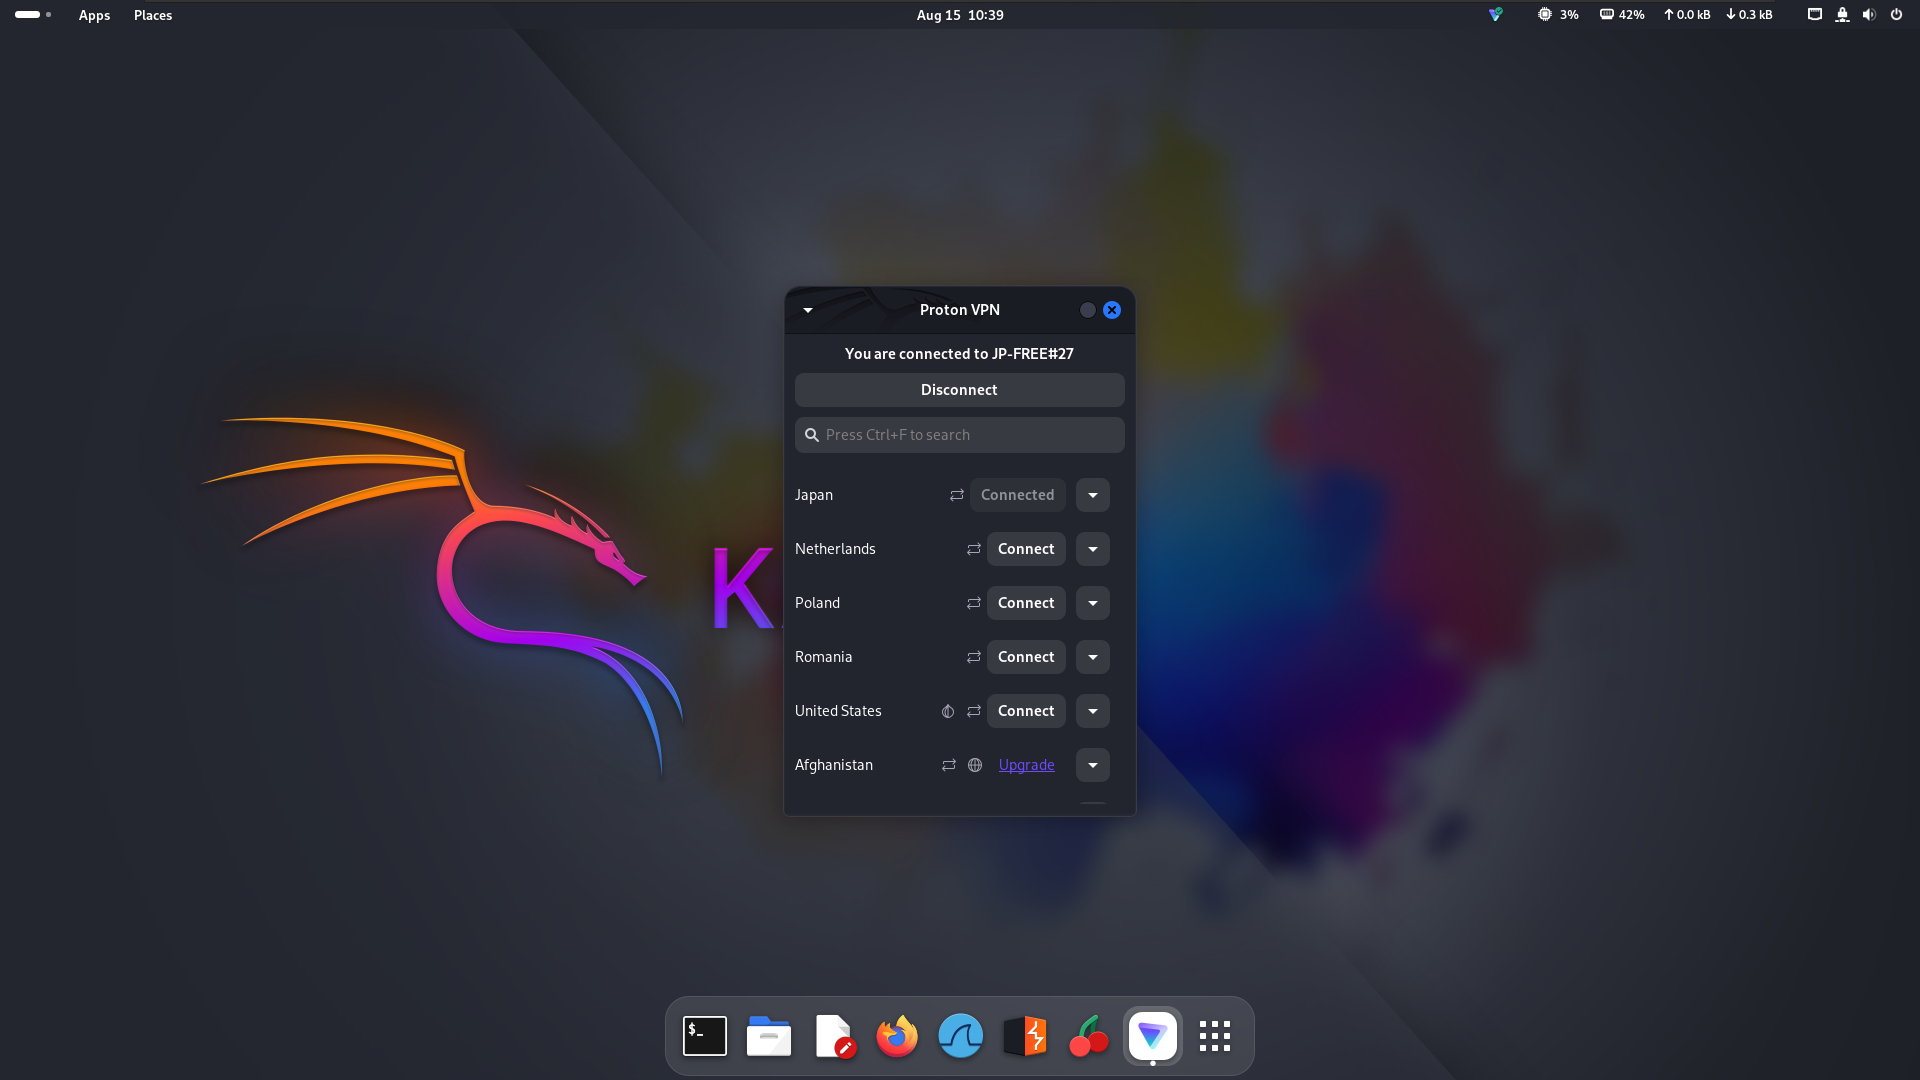 Apps Places Aug 15 10:39 3% 42% 0.0 kB 0.3 kB
Proton VPN
You are connected to JP-FREE#27
Disconnect
Press Ctrl+F to search
Japan Connected
Netherlands Connect
K
Poland Connect
Romania Connect
United States Connect
Afghanistan Upgrade
$_